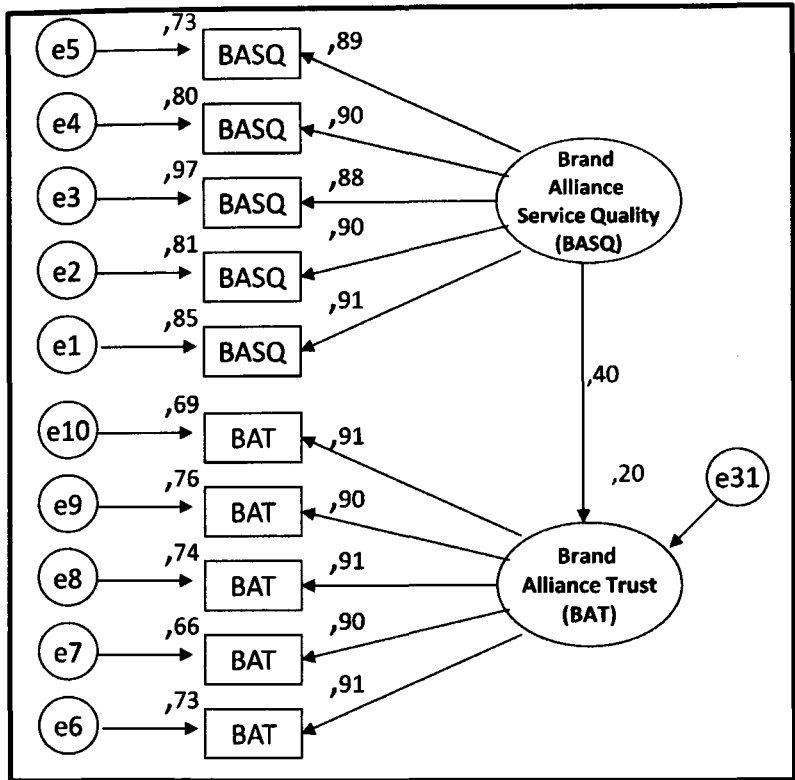 e5 ,73 BASQ ,89
e4 ,80 BASQ ,90
e3 ,97 BASQ ,88
e2 ,81 BASQ ,90
e1 ,85 BASQ ,91
Brand
Alliance
Service Quality
(BASQ)
,40
,20
e31
e10 ,69 BAT ,91
e9 ,76 BAT ,90
e8 ,74 BAT ,91
e7 ,66 BAT ,90
e6 ,73 BAT ,91
Brand
Alliance Trust
(BAT)